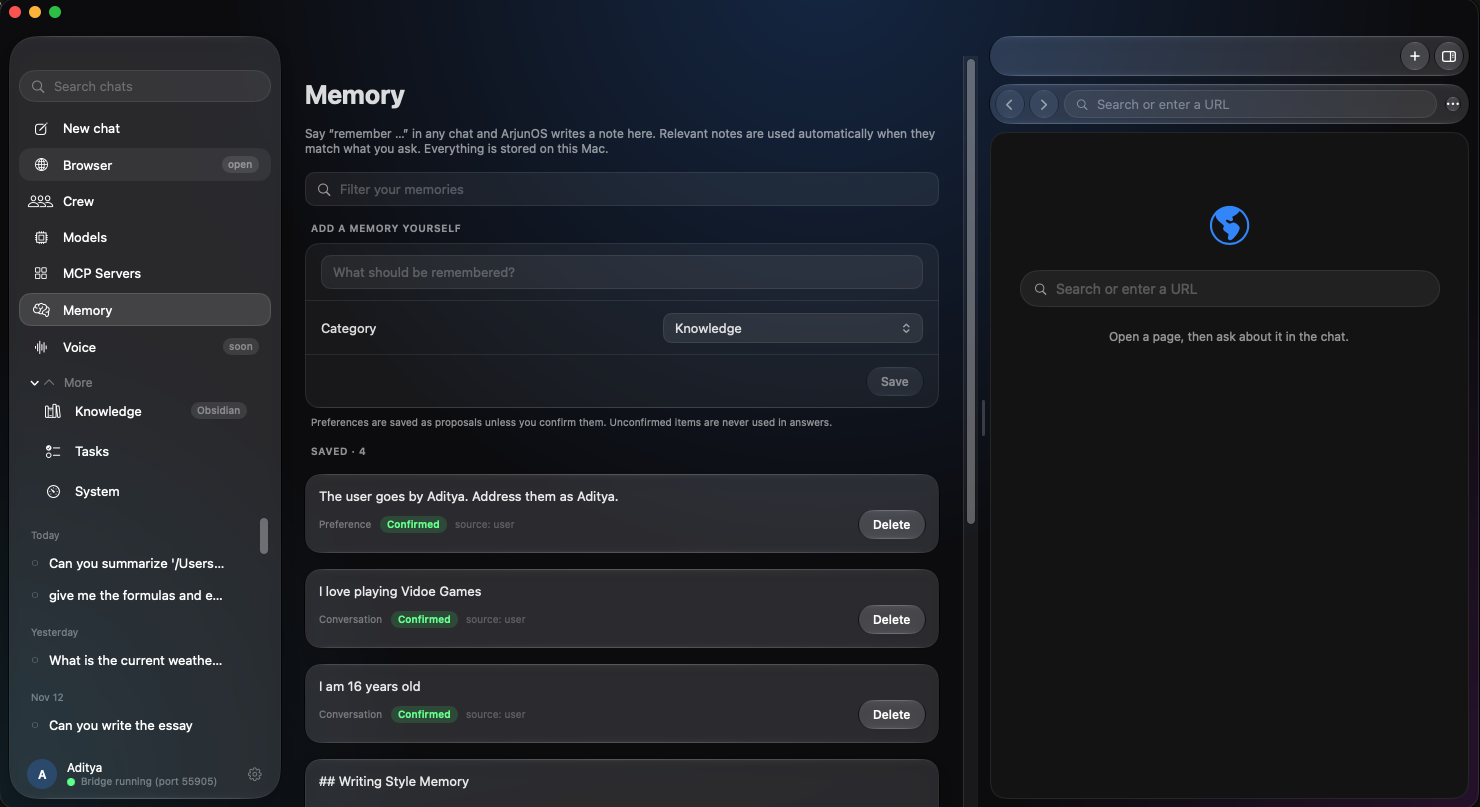 Search chats
New chat
Browser
open
Crew
Models
MCP Servers
Memory
Voice
soon
More
Knowledge
Obsidian
Tasks
System
Today
Can you summarize '/Users...
give me the formulas and e...
Yesterday
What is the current weathe...
Nov 12
Can you write the essay
A
Aditya
Bridge running (port 55905)
Memory
Say “remember ...” in any chat and ArjunOS writes a note here. Relevant notes are used automatically when they
match what you ask. Everything is stored on this Mac.
Filter your memories
ADD A MEMORY YOURSELF
What should be remembered?
Category
Knowledge
Save
Preferences are saved as proposals unless you confirm them. Unconfirmed items are never used in answers.
SAVED · 4
The user goes by Aditya. Address them as Aditya.
Preference
Confirmed
source: user
Delete
I love playing Vidoe Games
Conversation
Confirmed
source: user
Delete
I am 16 years old
Conversation
Confirmed
source: user
Delete
## Writing Style Memory
Search or enter a URL
Search or enter a URL
Open a page, then ask about it in the chat.